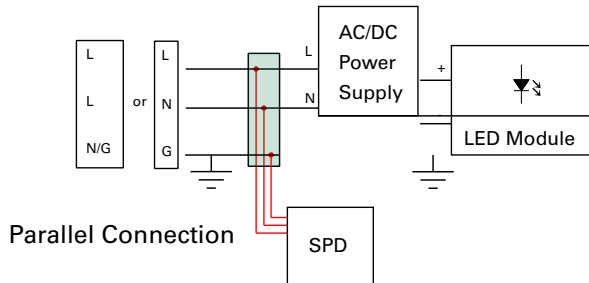 L
L
N/G
or
L
N
G
L
N
AC/DC
Power
Supply
+
-
LED Module
Parallel Connection
SPD